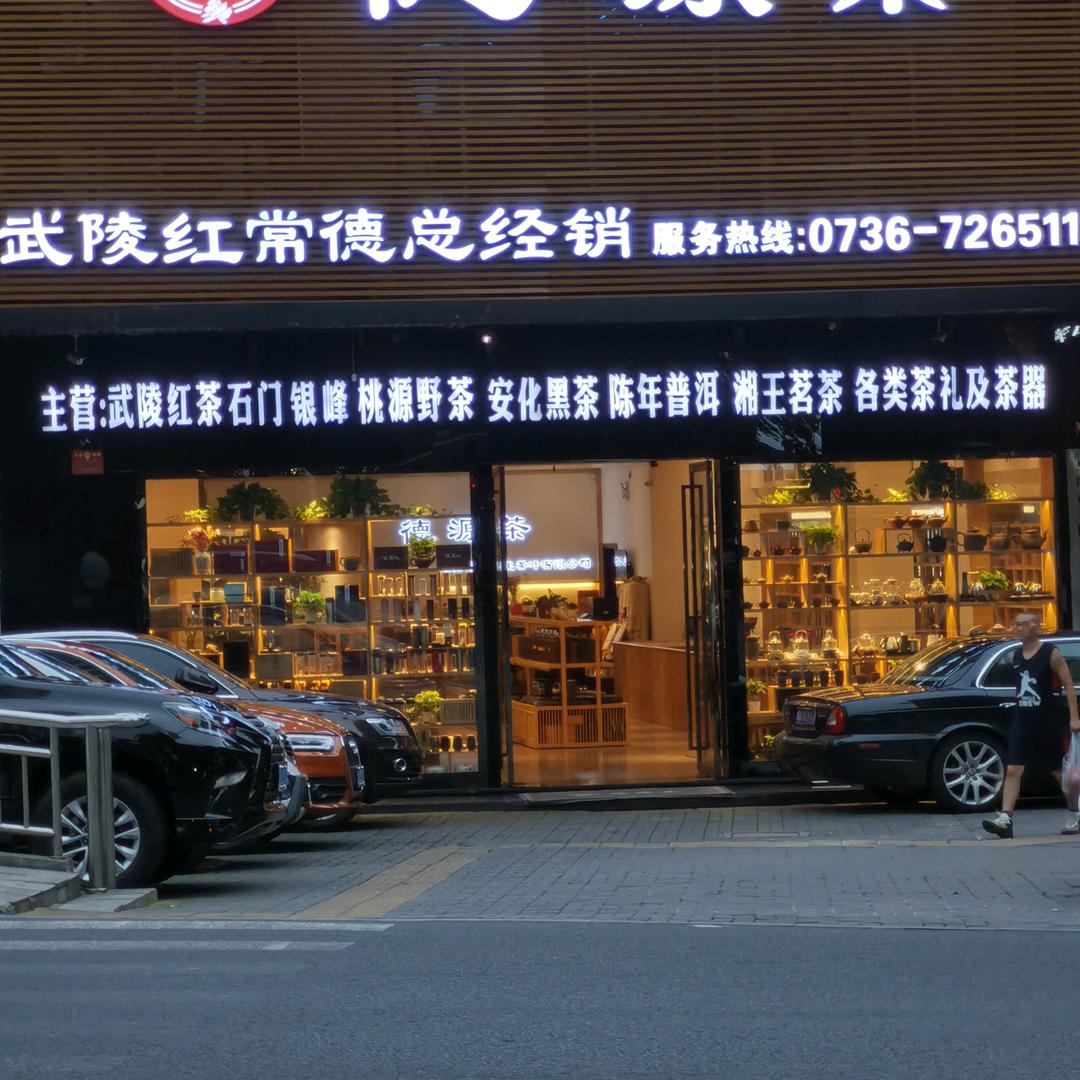 武陵红常德总经销 服务热线:0736-726511
主营:武陵红茶 石门银峰 桃源野茶 安化黑茶 陈年普洱 湘王茗茶 各类茶礼及茶器
德源茶